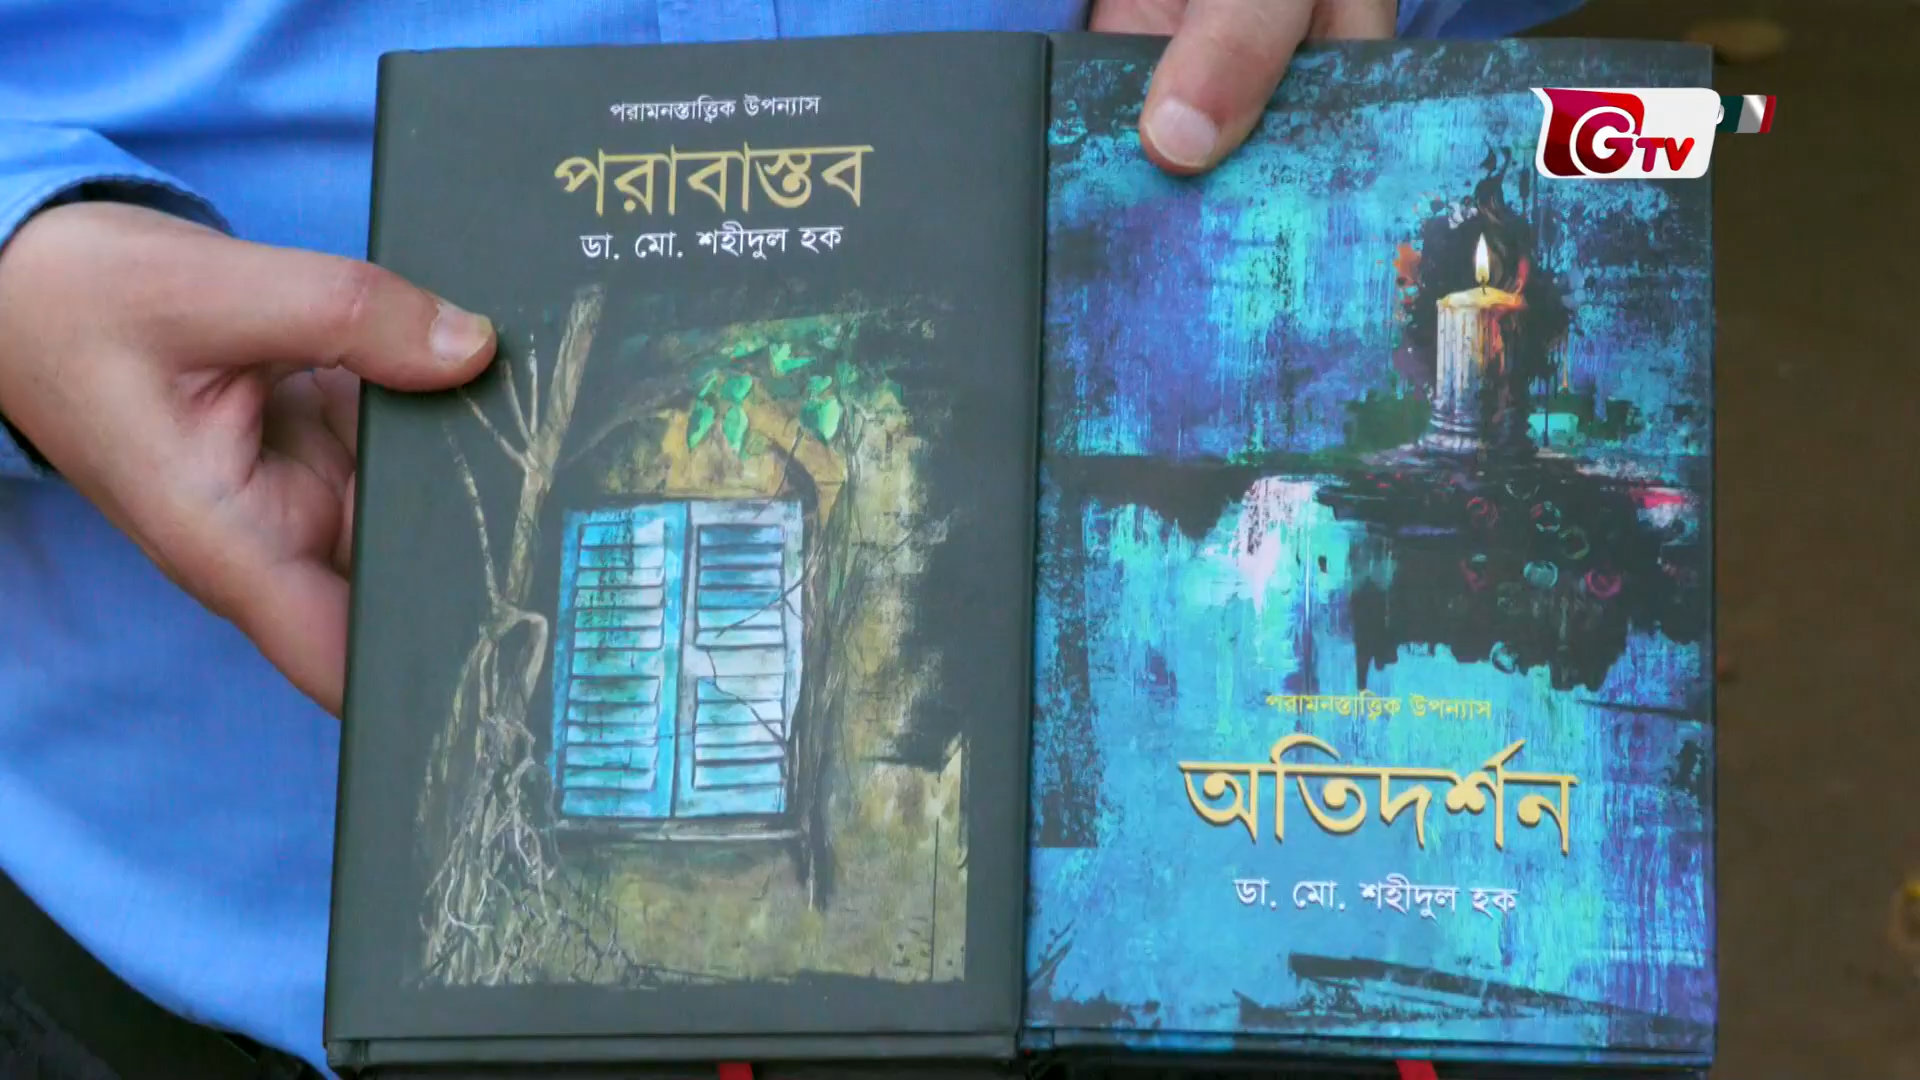 পরামনস্তাত্ত্বিক উপন্যাস
পরাবাস্তব
ডা. মো. শহীদুল হক
পরামনস্তাত্ত্বিক উপন্যাস
অতিদর্শন
ডা. মো. শহীদুল হক
GTV